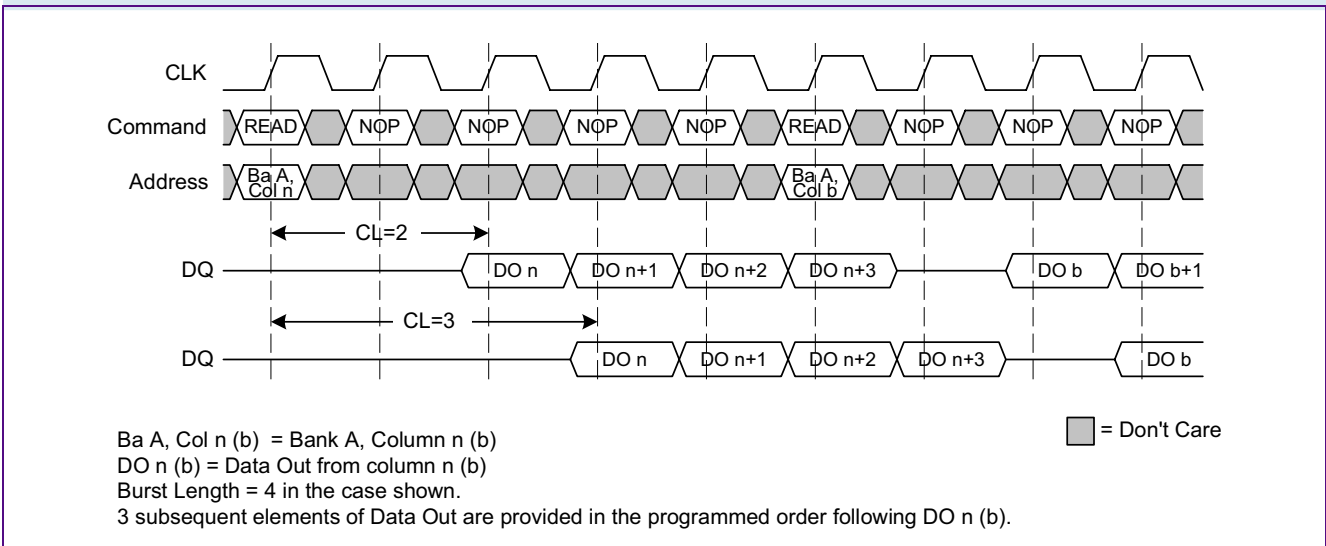 CLK
Command READ NOP NOP NOP NOP READ NOP NOP NOP
Address Ba A, Col n Ba A, Col b
CL=2
DQ DO n DO n+1 DO n+2 DO n+3 DO b DO b+1
CL=3
DQ DO n DO n+1 DO n+2 DO n+3 DO b
Ba A, Col n (b) = Bank A, Column n (b)
= Don't Care
DO n (b) = Data Out from column n (b)
Burst Length = 4 in the case shown.
3 subsequent elements of Data Out are provided in the programmed order following DO n (b).